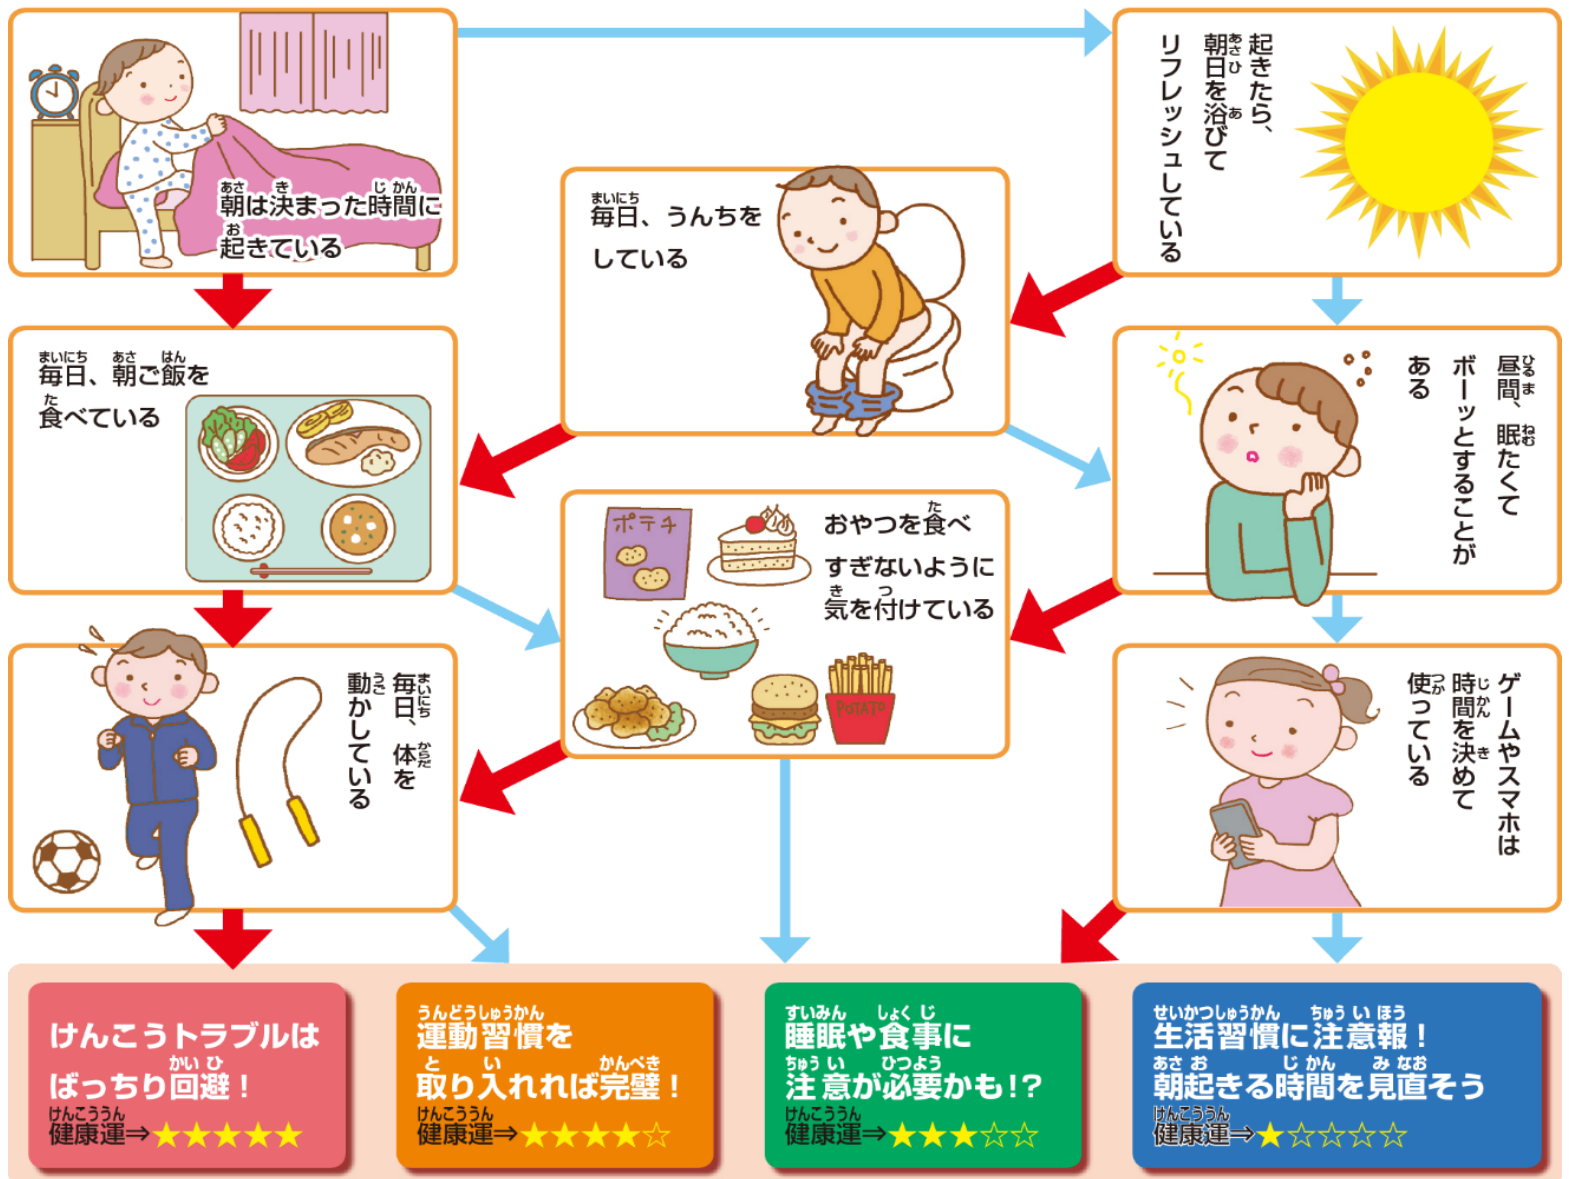 朝は決まった時間に
起きている
起きたら、
朝日を浴びて
リフレッシュしている
毎日、うんちを
している
毎日、朝ご飯を
食べている
昼間、眠たくて
ボーッとすることが
ある
ポテチ
おやつを食べ
すぎないように
気を付けている
POTATO
毎日、体を
動かしている
ゲームやスマホは
時間を決めて
使っている
けんこうトラブルは
ばっちり回避！
健康運⇒★★★★★
運動習慣を
取り入れれば完璧！
健康運⇒★★★★☆
睡眠や食事に
注意が必要かも!?
健康運⇒★★★☆☆
生活習慣に注意報！
朝起きる時間を見直そう
健康運⇒★☆☆☆☆